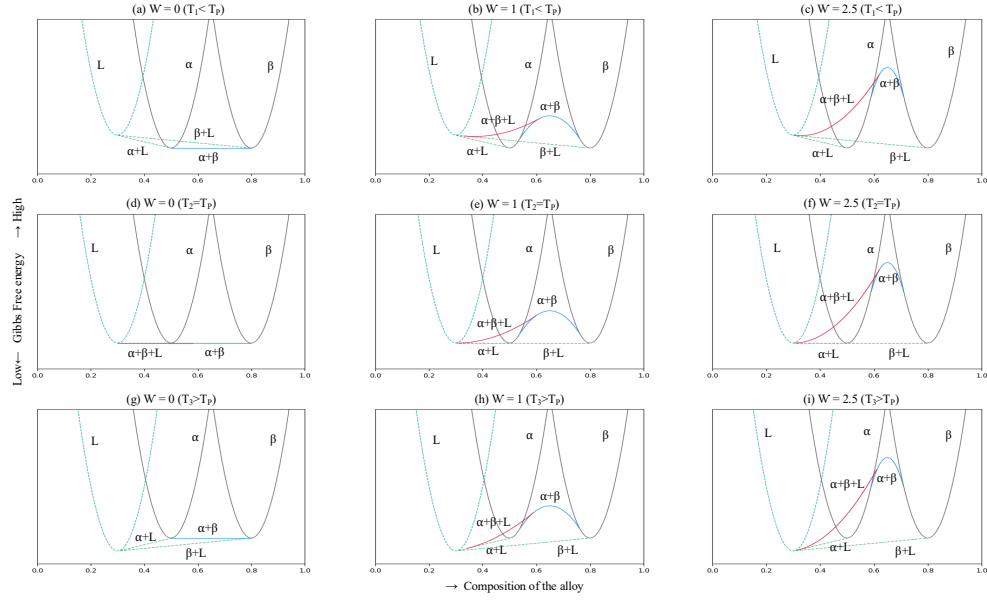 (a) W = 0 (T₁< Tₚ)
(b) W = 1 (T₁< Tₚ)
(c) W = 2.5 (T₁< Tₚ)
L
α
β
β+L
α+L
α+β
0.0 0.2 0.4 0.6 0.8 1.0
L
α
β
α+β
α+β+L
α+L
β+L
0.0 0.2 0.4 0.6 0.8 1.0
L
α
β
α+β
α+β+L
α+L
β+L
0.0 0.2 0.4 0.6 0.8 1.0
(d) W = 0 (T₂=Tₚ)
(e) W = 1 (T₂=Tₚ)
(f) W = 2.5 (T₂=Tₚ)
L
α
β
α+β+L
α+β
0.0 0.2 0.4 0.6 0.8 1.0
L
α
β
α+β
α+β+L
α+L
β+L
0.0 0.2 0.4 0.6 0.8 1.0
L
α
β
α+β
α+β+L
α+L
β+L
0.0 0.2 0.4 0.6 0.8 1.0
(g) W = 0 (T₃>Tₚ)
(h) W = 1 (T₃>Tₚ)
(i) W = 2.5 (T₃>Tₚ)
L
α
β
α+L
α+β
β+L
0.0 0.2 0.4 0.6 0.8 1.0
L
α
β
α+β
α+β+L
α+L
β+L
0.0 0.2 0.4 0.6 0.8 1.0
L
α
β
α+β+L
α+β
α+L
β+L
0.0 0.2 0.4 0.6 0.8 1.0
Low← Gibbs Free energy → High
→ Composition of the alloy